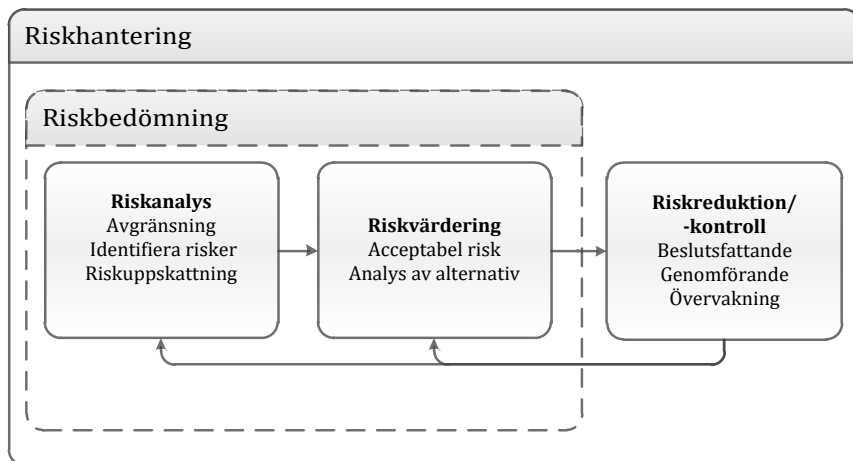 Riskhantering
Riskbedömning
Riskanalys
Avgränsning
Identifiera risker
Riskuppskattning
Riskvärdering
Acceptabel risk
Analys av alternativ
Riskreduktion/
-kontroll
Beslutsfattande
Genomförande
Övervakning